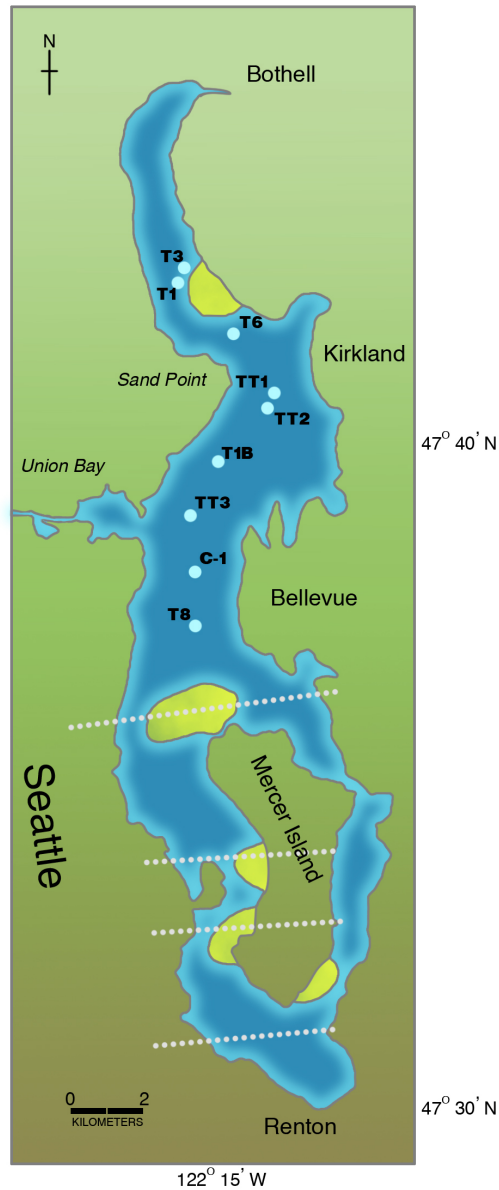 N
Bothell
T3
T1
T6
Kirkland
Sand Point
TT1
TT2
47° 40' N
T1B
Union Bay
TT3
C-1
Bellevue
T8
Mercer Island
Seattle
0 2
KILOMETERS
47° 30' N
Renton
122° 15' W